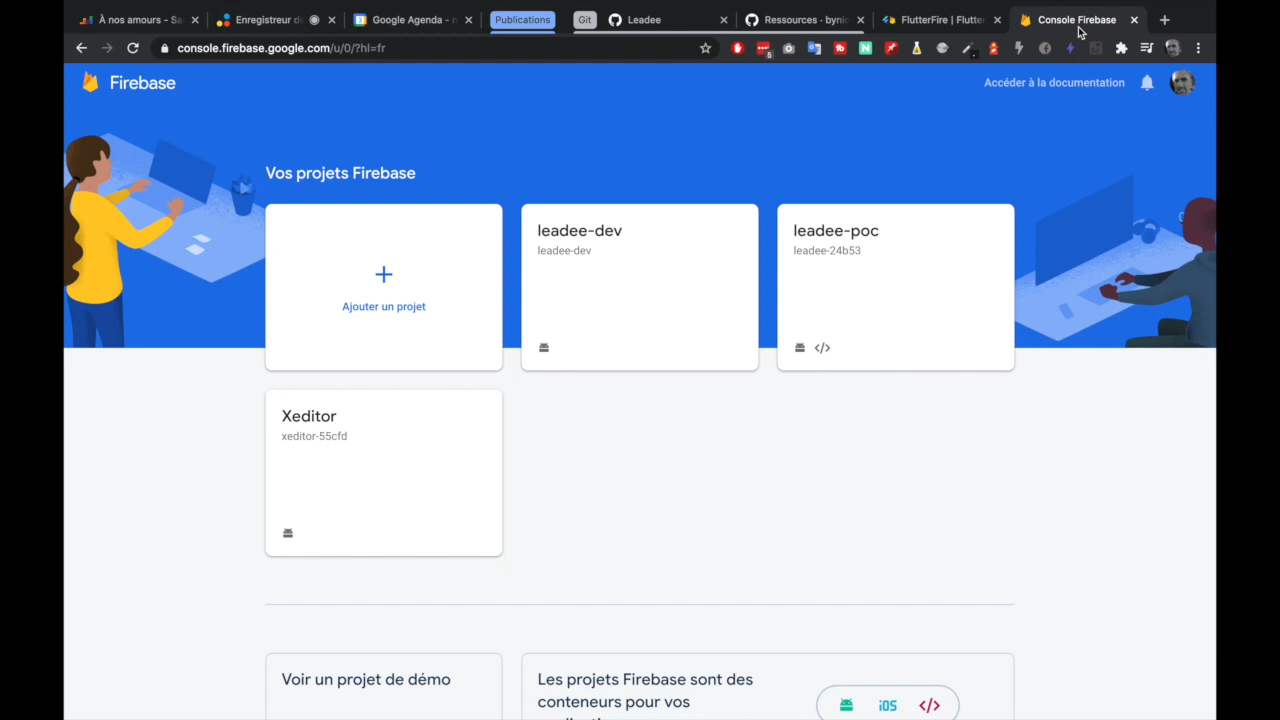 À nos amours - Sa
Enregistreur d
Google Agenda - n
Publications
Git
Leadee
Ressources · bynic
FlutterFire | Flutter
Console Firebase
console.firebase.google.com/u/0/?hl=fr
5
Firebase
Accéder à la documentation
Vos projets Firebase
Ajouter un projet
leadee-dev
leadee-dev
leadee-poc
leadee-24b53
</>
Xeditor
xeditor-55cfd
Voir un projet de démo
Les projets Firebase sont des
conteneurs pour vos
iOS </>